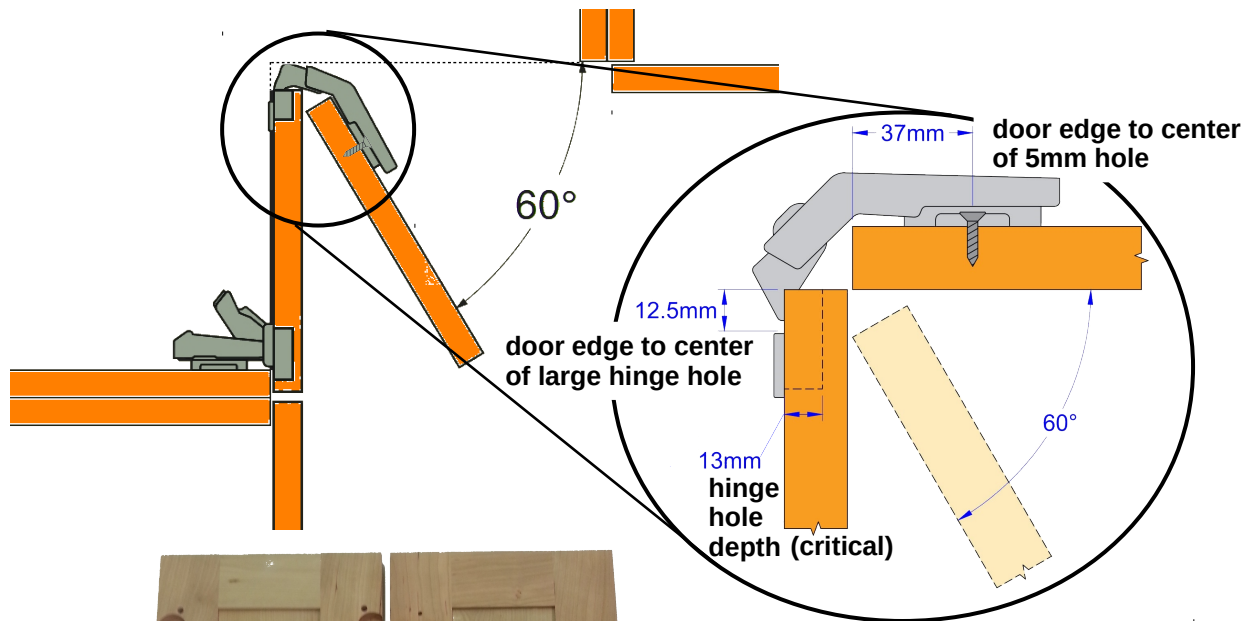 37mm
door edge to center
of 5mm hole
60°
12.5mm
door edge to center
of large hinge hole
60°
13mm
hinge
hole
depth (critical)